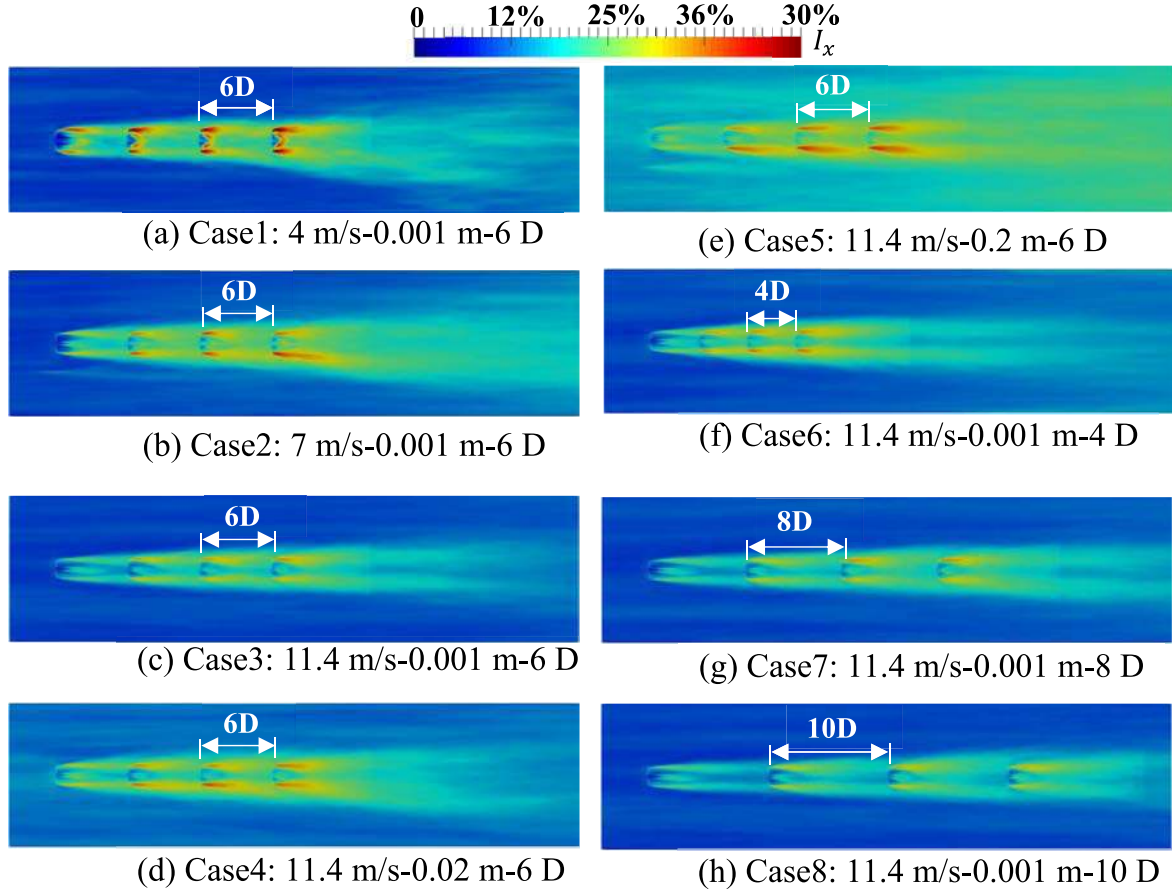 0 12% 25% 36% 30%
I_x
6D
(a) Case1: 4 m/s-0.001 m-6 D
6D
(b) Case2: 7 m/s-0.001 m-6 D
6D
(c) Case3: 11.4 m/s-0.001 m-6 D
6D
(d) Case4: 11.4 m/s-0.02 m-6 D
6D
(e) Case5: 11.4 m/s-0.2 m-6 D
4D
(f) Case6: 11.4 m/s-0.001 m-4 D
8D
(g) Case7: 11.4 m/s-0.001 m-8 D
10D
(h) Case8: 11.4 m/s-0.001 m-10 D